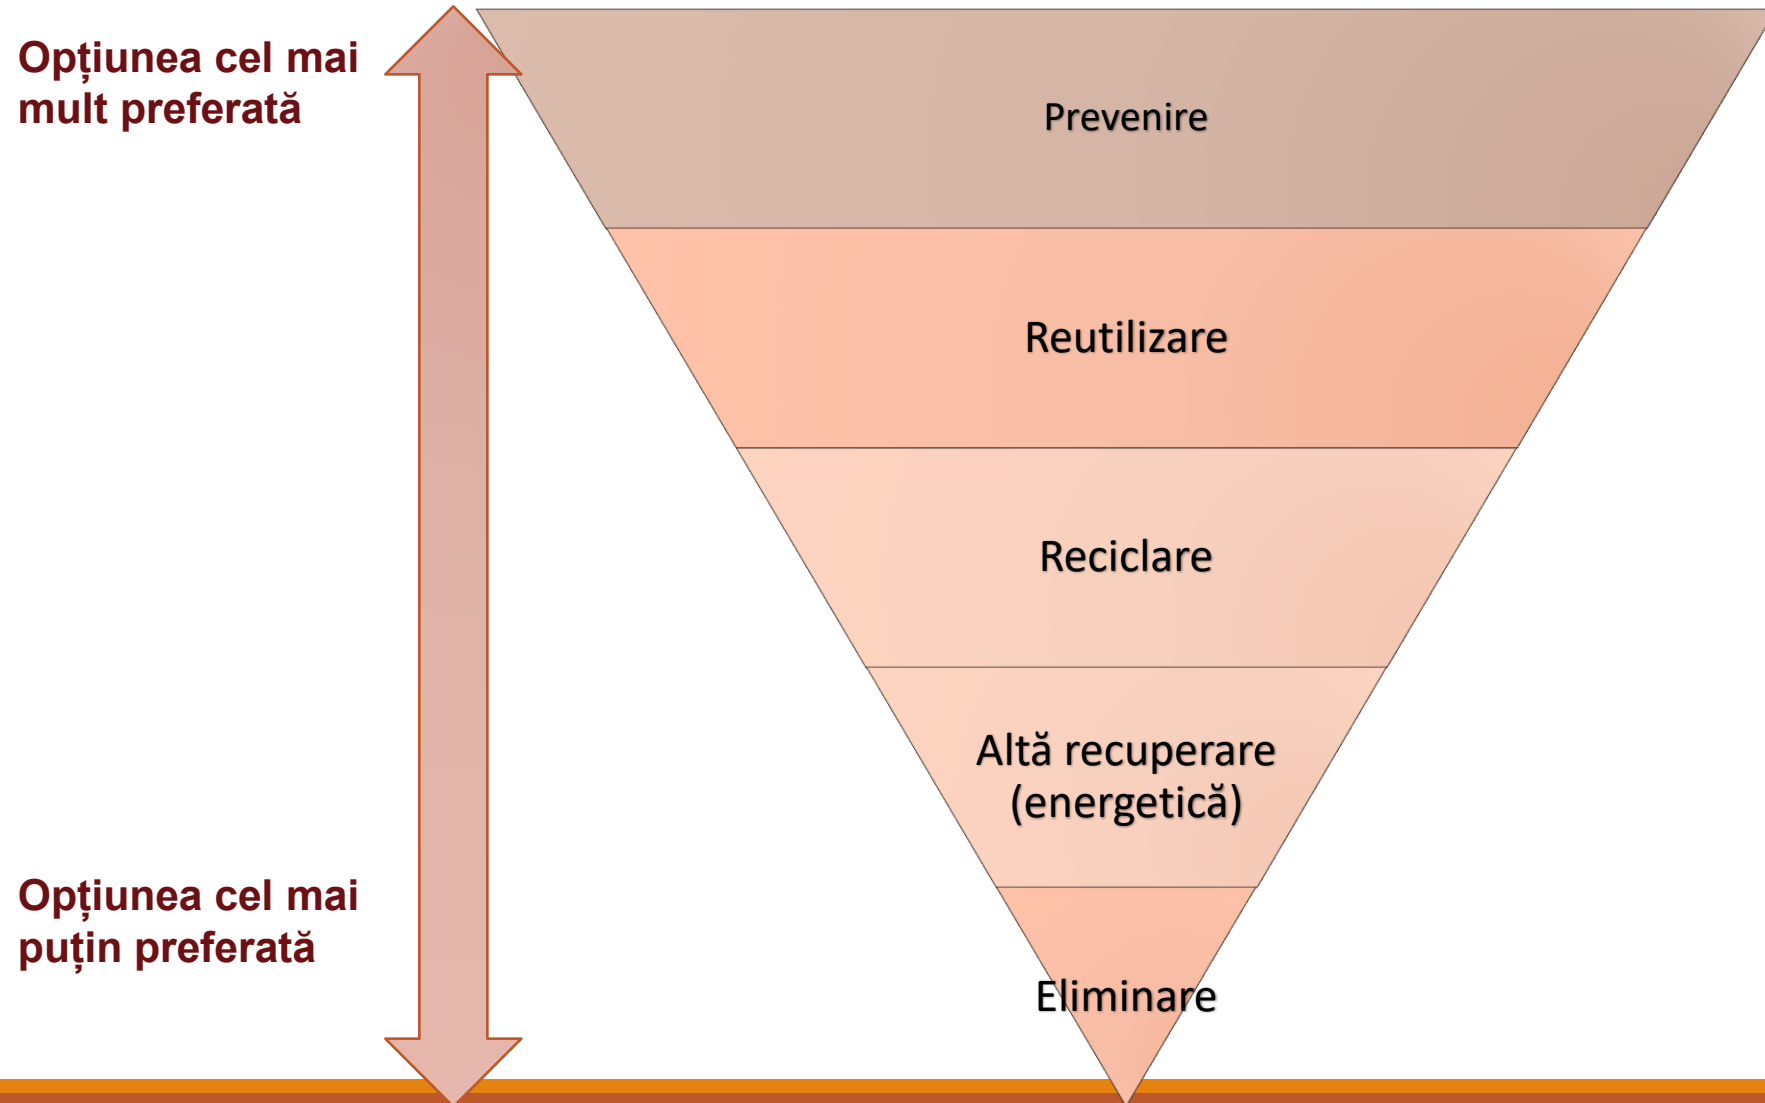 Opțiunea cel mai
mult preferată
Prevenire
Reutilizare
Reciclare
Altă recuperare
(energetică)
Opțiunea cel mai
puțin preferată
Eliminare